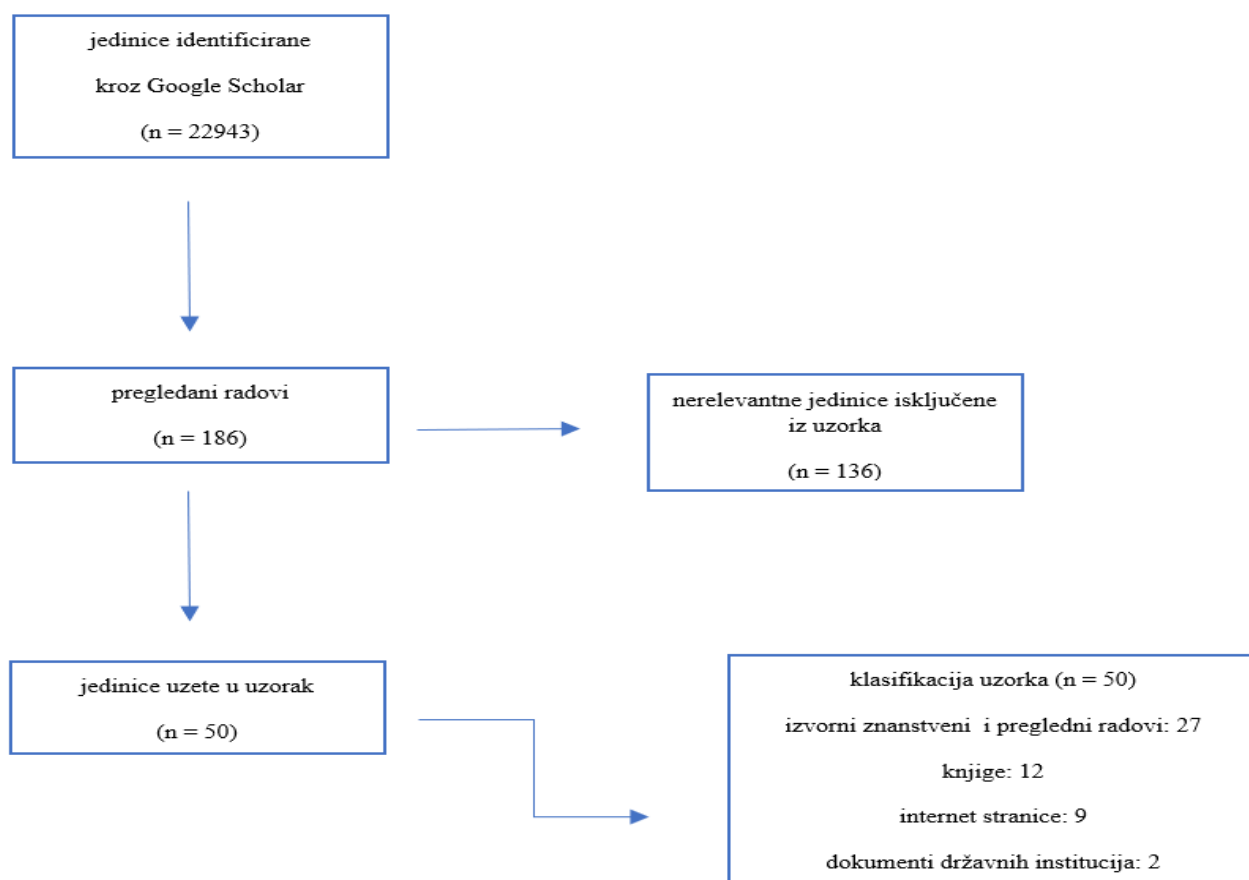 jedinice identificirane
kroz Google Scholar
(n = 22943)
pregledani radovi
(n = 186)
nerelevantne jedinice isključene
iz uzorka
(n = 136)
jedinice uzete u uzorak
(n = 50)
klasifikacija uzorka (n = 50)
izvorni znanstveni i pregledni radovi: 27
knjige: 12
internet stranice: 9
dokumenti državnih institucija: 2